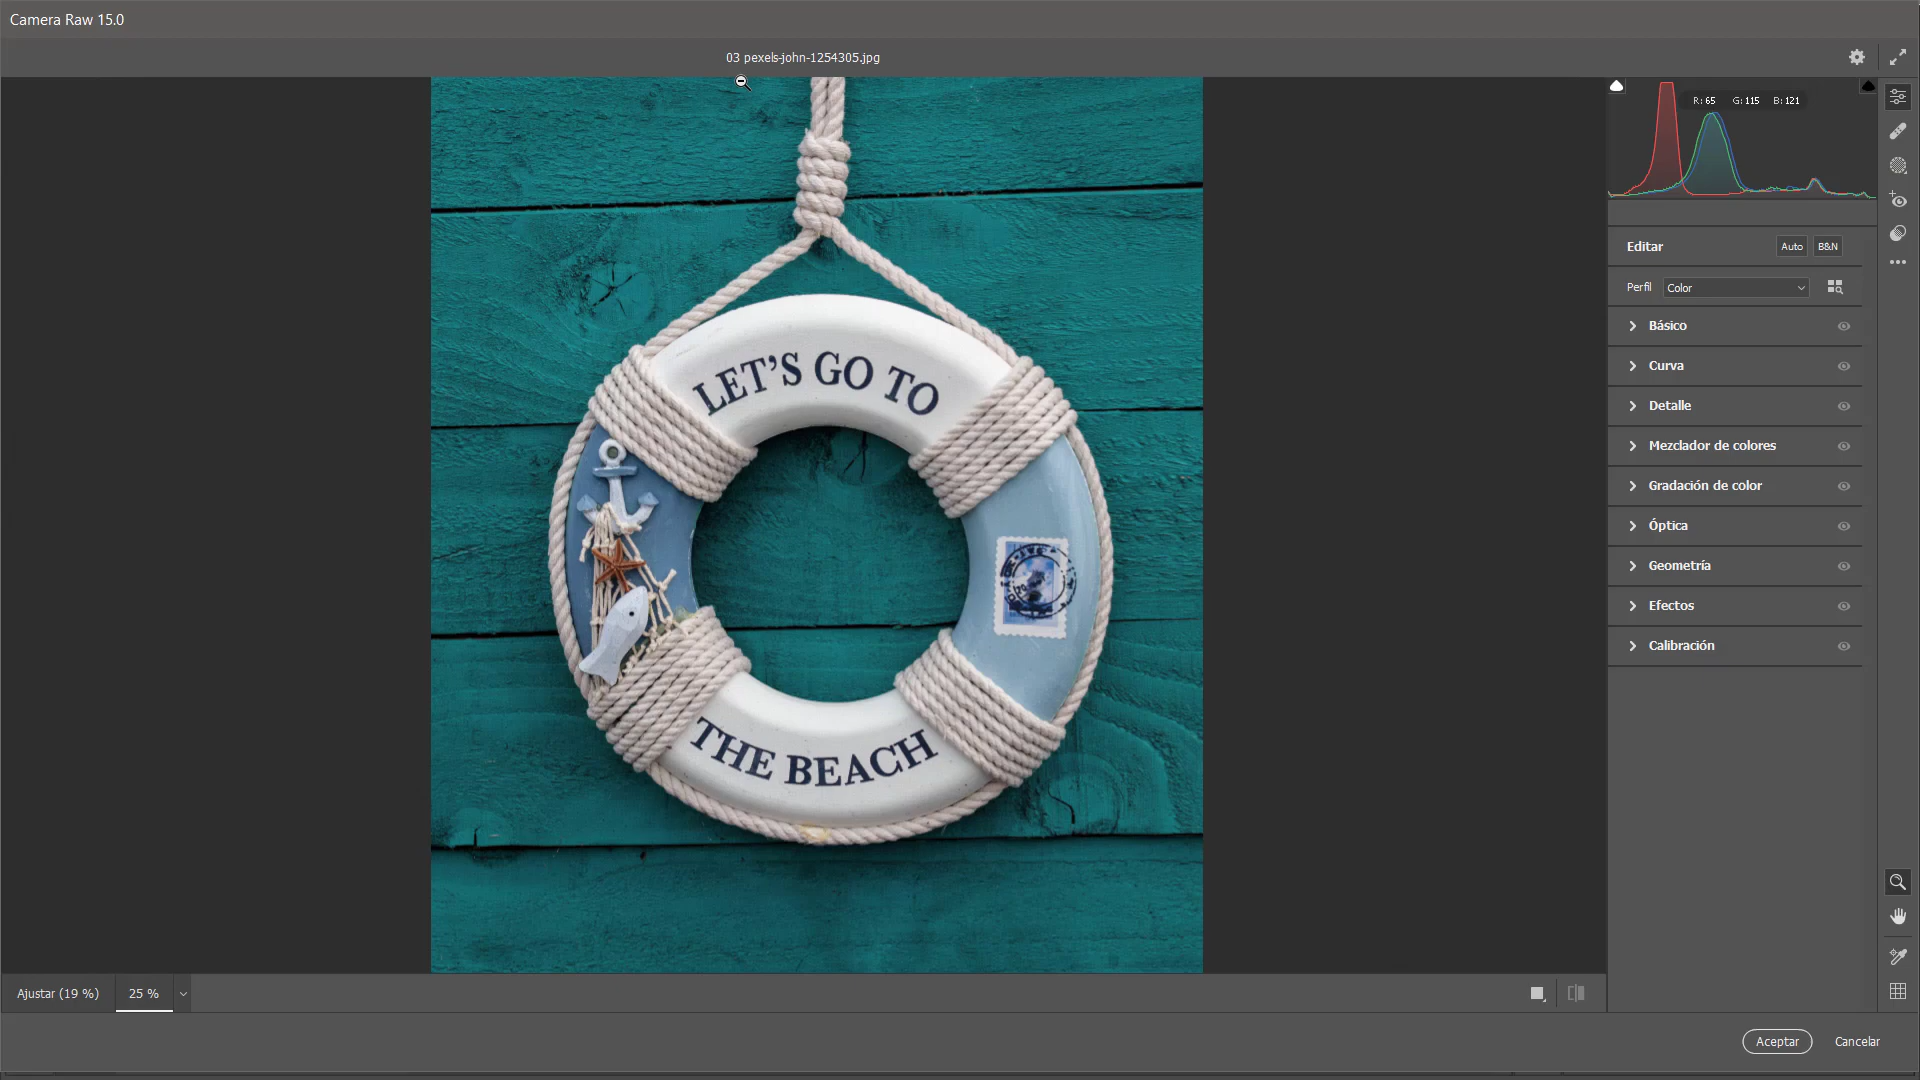 Camera Raw 15.0
03 pexels-john-1254305.jpg
R: 65 G: 115 B: 121
Editar
Auto
B&N
Perfil
Color
Básico
Curva
Detalle
Mezclador de colores
Gradación de color
Óptica
Geometría
Efectos
Calibración
LET'S GO TO
THE BEACH
Ajustar (19 %)
25 %
Aceptar
Cancelar